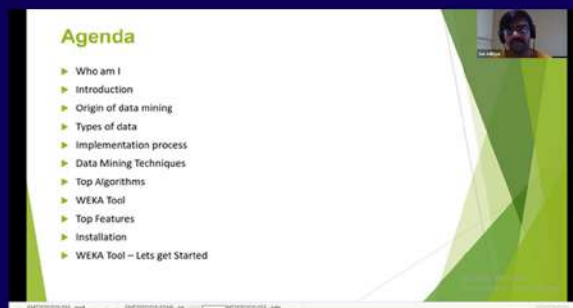 Agenda
Who am I
Introduction
Origin of data mining
Types of data
Implementation process
Data Mining Techniques
Top Algorithms
WEKA Tool
Top Features
Installation
WEKA Tool – Lets get Started